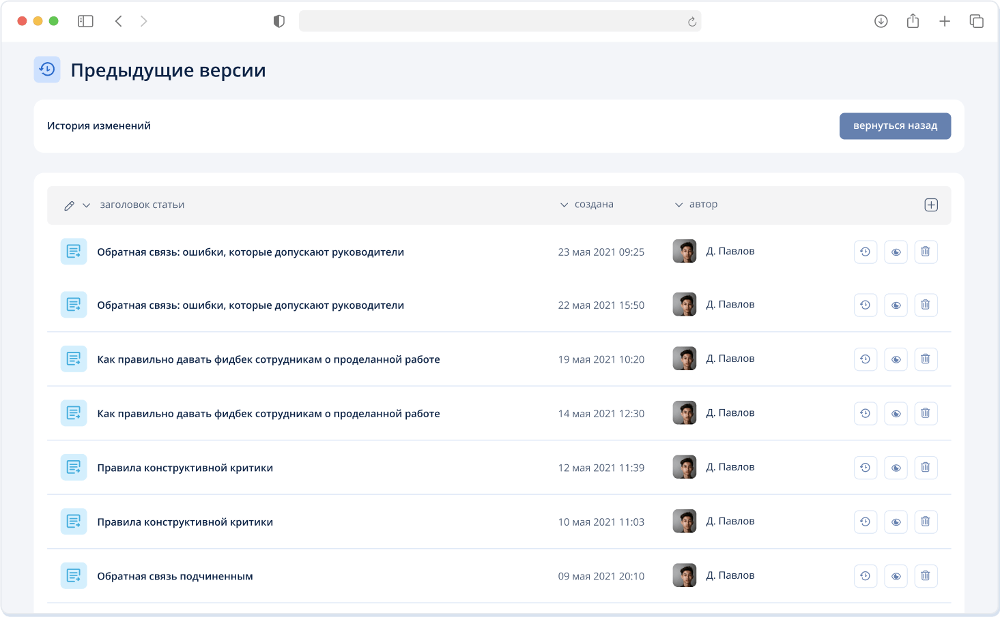 Предыдущие версии
История изменений
вернуться назад
заголовок статьи создана автор
Обратная связь: ошибки, которые допускают руководители 23 мая 2021 09:25 Д. Павлов
Обратная связь: ошибки, которые допускают руководители 22 мая 2021 15:50 Д. Павлов
Как правильно давать фидбек сотрудникам о проделанной работе 19 мая 2021 10:20 Д. Павлов
Как правильно давать фидбек сотрудникам о проделанной работе 14 мая 2021 12:30 Д. Павлов
Правила конструктивной критики 12 мая 2021 11:39 Д. Павлов
Правила конструктивной критики 10 мая 2021 11:03 Д. Павлов
Обратная связь подчиненным 09 мая 2021 20:10 Д. Павлов